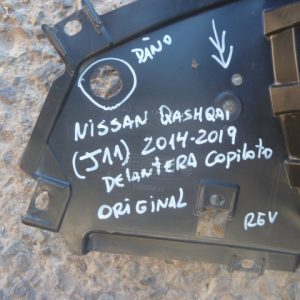 DAÑO
NISSAN QASHQAI
(J11) 2014-2019
DELANTERA COPILOTO
ORIGINAL
REV